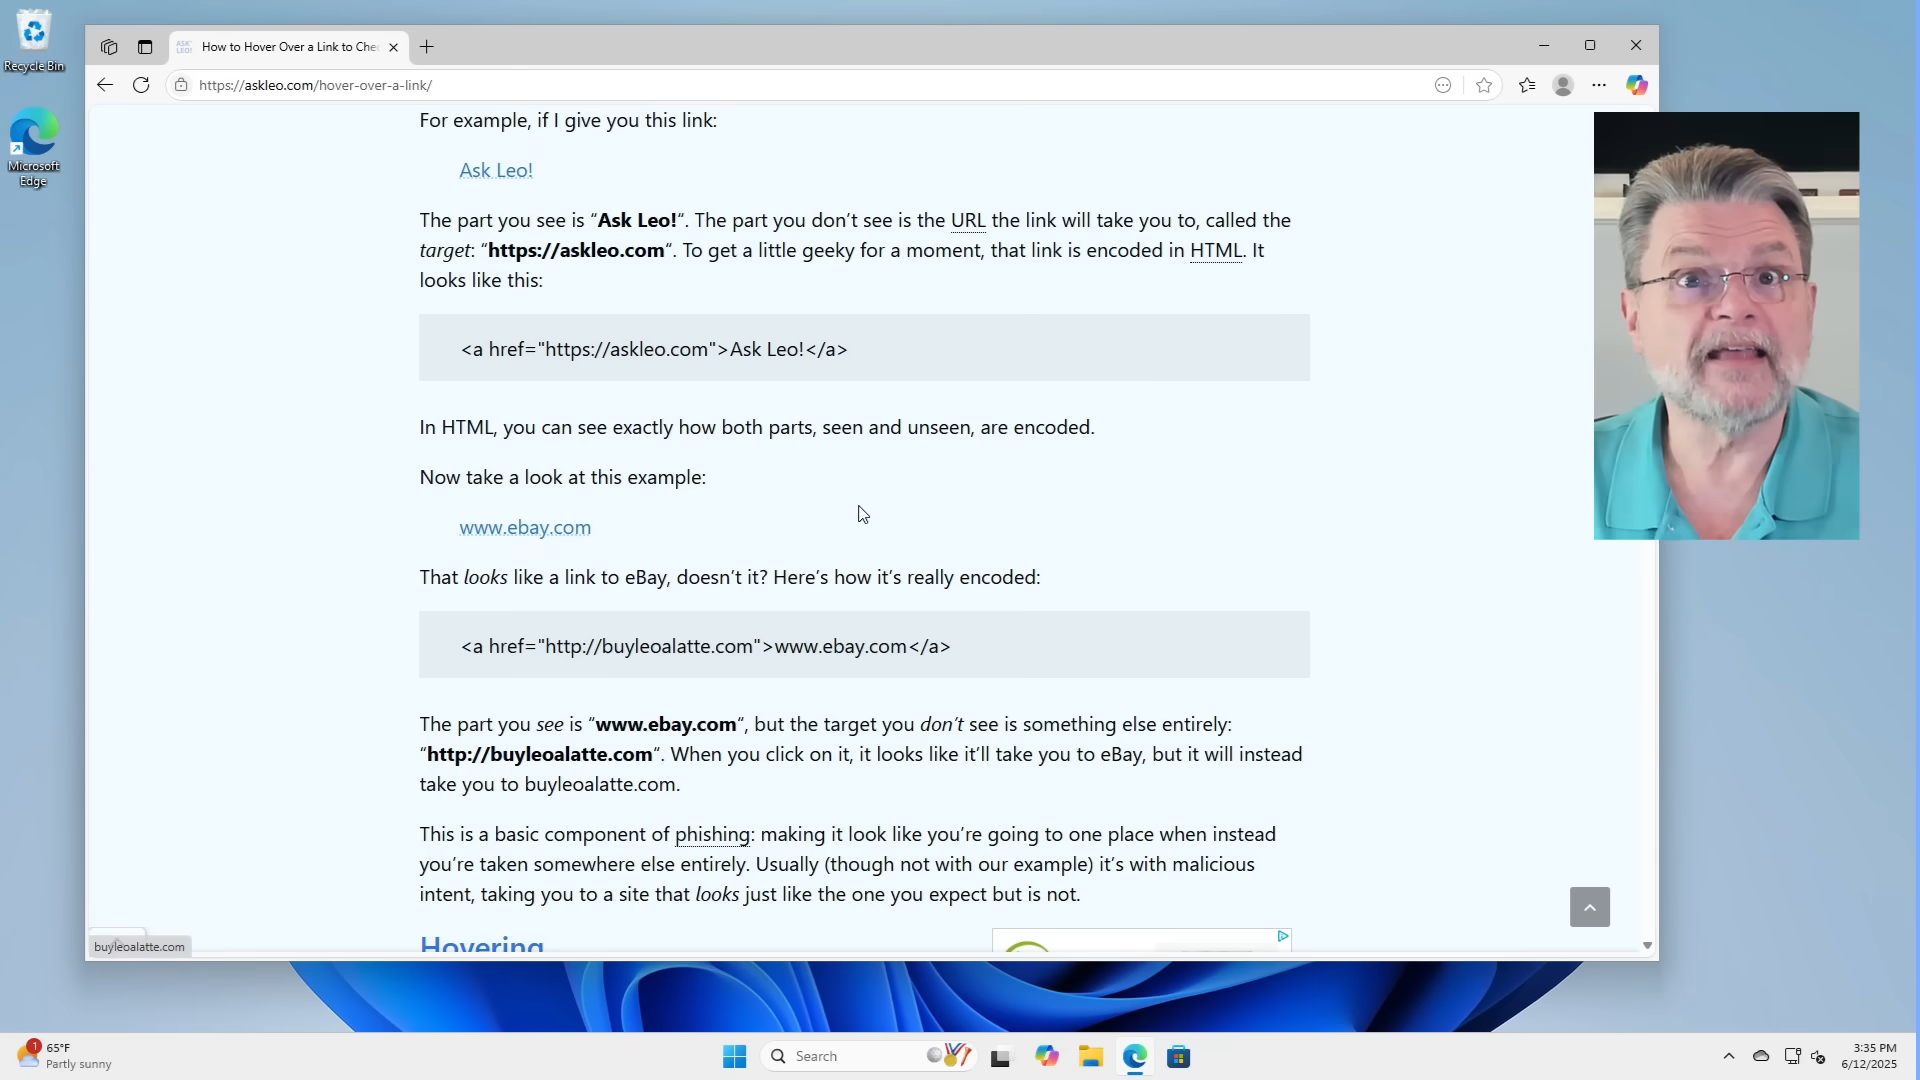 Recycle Bin
Microsoft
Edge
How to Hover Over a Link to Che
https://askleo.com/hover-over-a-link/
For example, if I give you this link:
Ask Leo!
The part you see is “Ask Leo!“. The part you don’t see is the URL the link will take you to, called the
target: “https://askleo.com“. To get a little geeky for a moment, that link is encoded in HTML. It
looks like this:
<a href="https://askleo.com">Ask Leo!</a>
In HTML, you can see exactly how both parts, seen and unseen, are encoded.
Now take a look at this example:
www.ebay.com
That looks like a link to eBay, doesn’t it? Here’s how it’s really encoded:
<a href="http://buyleoalatte.com">www.ebay.com</a>
The part you see is “www.ebay.com“, but the target you don’t see is something else entirely:
“http://buyleoalatte.com“. When you click on it, it looks like it’ll take you to eBay, but it will instead
take you to buyleoalatte.com.
This is a basic component of phishing: making it look like you’re going to one place when instead
you’re taken somewhere else entirely. Usually (though not with our example) it’s with malicious
intent, taking you to a site that looks just like the one you expect but is not.
Hovering
buyleoalatte.com
1
65°F
Partly sunny
Search
3:35 PM
6/12/2025